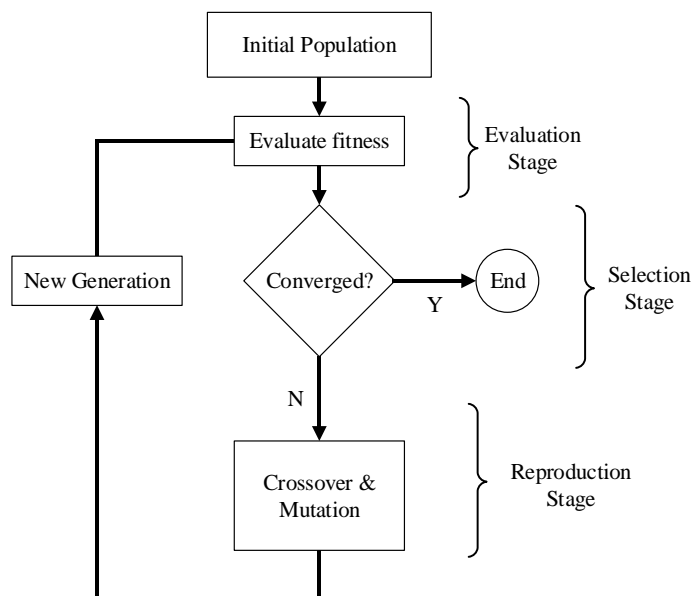 Initial Population
Evaluate fitness
Evaluation
Stage
New Generation
Converged?
Y
End
Selection
Stage
N
Crossover &
Mutation
Reproduction
Stage